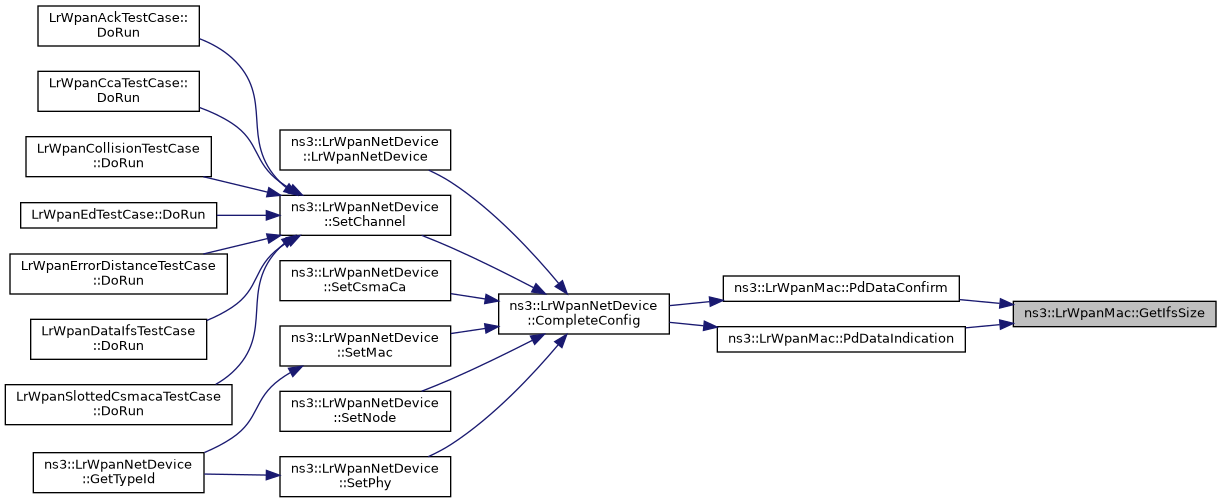 LrWpanAckTestCase::
DoRun
LrWpanCcaTestCase::
DoRun
LrWpanCollisionTestCase
::DoRun
LrWpanEdTestCase::DoRun
LrWpanErrorDistanceTestCase
::DoRun
LrWpanDataIfsTestCase
::DoRun
LrWpanSlottedCsmacaTestCase
::DoRun
ns3::LrWpanNetDevice
::GetTypeId
ns3::LrWpanNetDevice
::LrWpanNetDevice
ns3::LrWpanNetDevice
::SetChannel
ns3::LrWpanNetDevice
::SetCsmaCa
ns3::LrWpanNetDevice
::SetMac
ns3::LrWpanNetDevice
::SetNode
ns3::LrWpanNetDevice
::SetPhy
ns3::LrWpanNetDevice
::CompleteConfig
ns3::LrWpanMac::PdDataConfirm
ns3::LrWpanMac::PdDataIndication
ns3::LrWpanMac::GetIfsSize